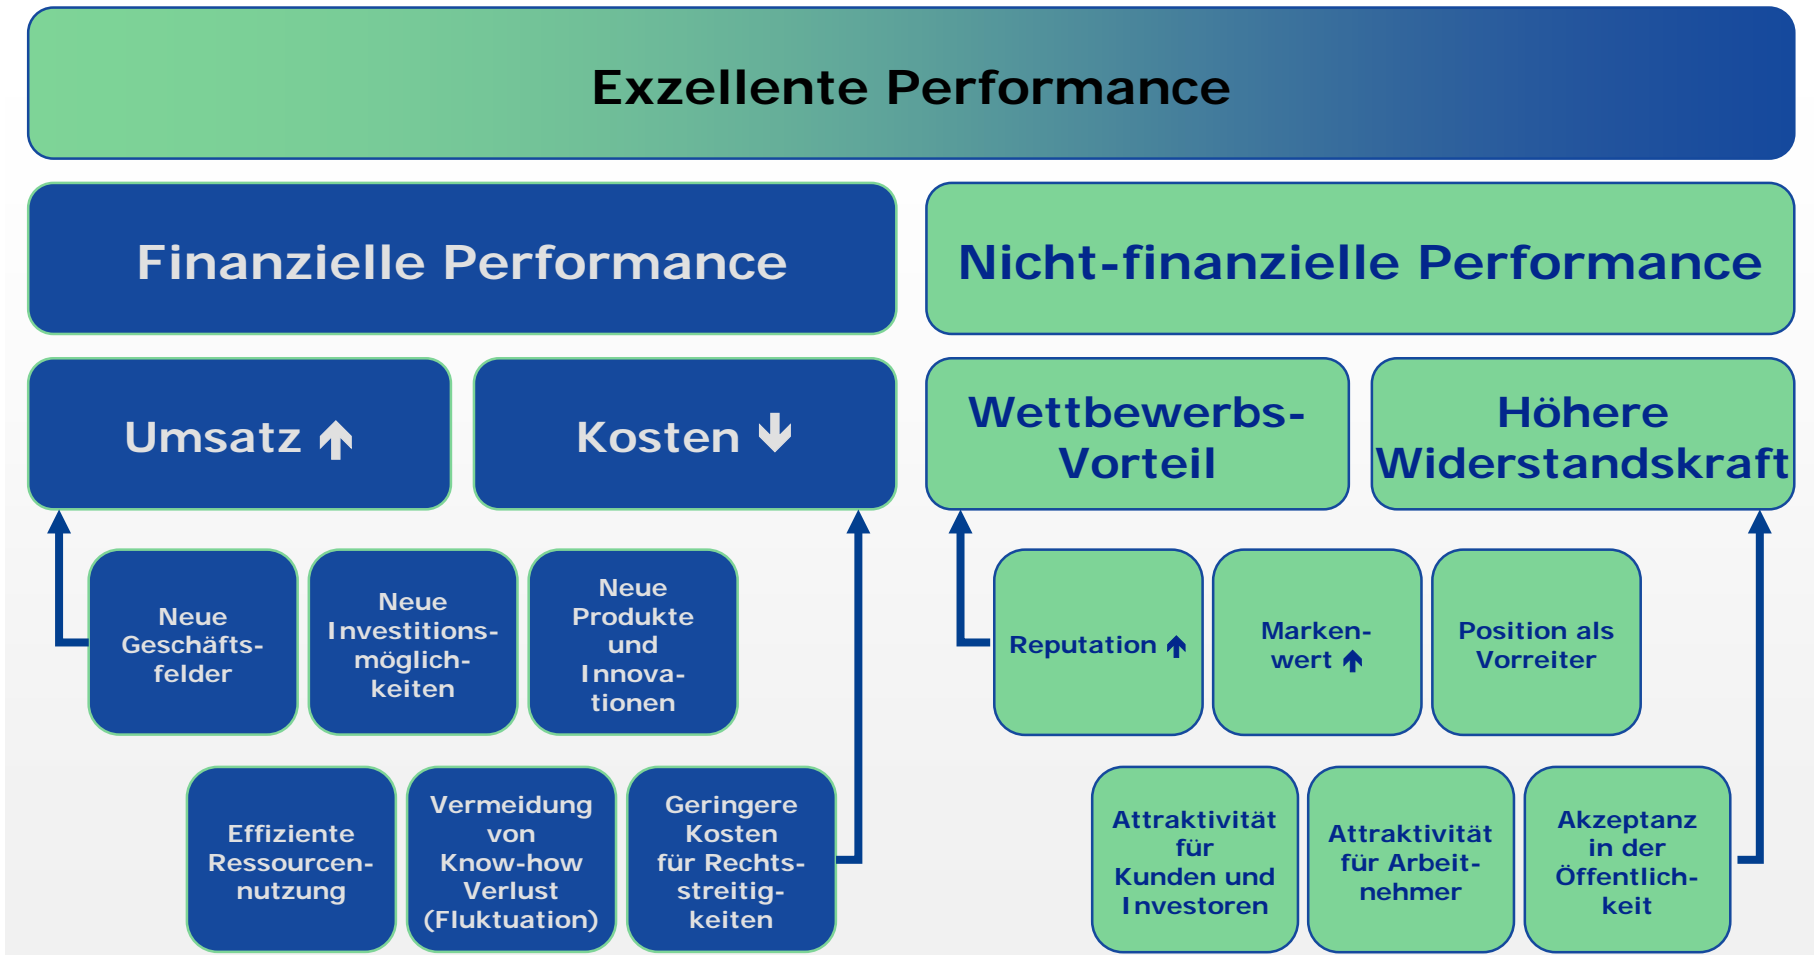 Exzellente Performance
Finanzielle Performance
Nicht-finanzielle Performance
Umsatz ↑
Kosten ↓
Wettbewerbs-
Vorteil
Höhere
Widerstandskraft
Neue
Geschäfts-
felder
Neue
Investitions-
möglich-
keiten
Neue
Produkte
und
Innova-
tionen
Reputation ↑
Marken-
wert ↑
Position als
Vorreiter
Effiziente
Ressourcen-
nutzung
Vermeidung
von
Know-how
Verlust
(Fluktuation)
Geringere
Kosten
für Rechts-
streitig-
keiten
Attraktivität
für
Kunden und
Investoren
Attraktivität
für Arbeit-
nehmer
Akzeptanz
in der
Öffentlich-
keit